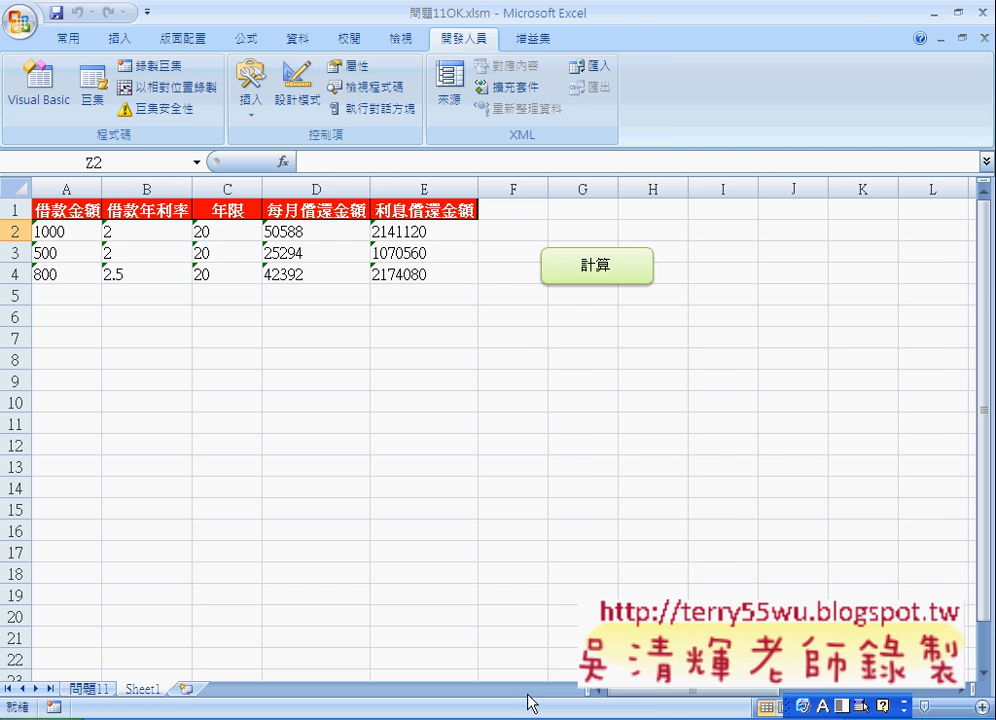 問題11OK.xlsm - Microsoft Excel
常用 插入 版面配置 公式 資料 校閱 檢視 開發人員 增益集
Visual Basic 巨集 錄製巨集 以相對位置錄製 巨集安全性 程式碼
插入 設計模式 屬性 檢視程式碼 執行對話方塊 控制項
來源 對應內容 擴充套件 重新整理資料 匯入 匯出 XML
Z2 fx
A B C D E F G H I J K L
1 借款金額 借款年利率 年限 每月償還金額 利息償還金額
2 1000 2 20 50588 2141120
3 500 2 20 25294 1070560
4 800 2.5 20 42392 2174080
計算
5
6
7
8
9
10
11
12
13
14
15
16
17
18
19
20
21
22
23
http://terry55wu.blogspot.tw
吳清輝老師錄製
問題11 Sheet1
就緒